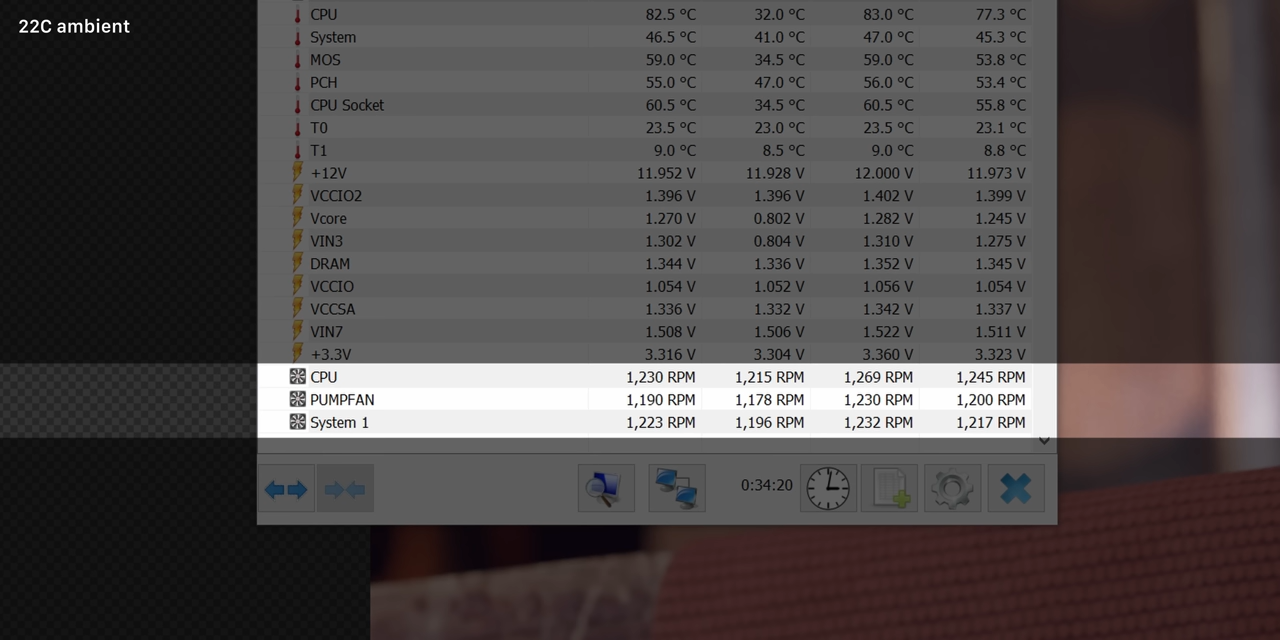 22C ambient
CPU 82.5 °C 32.0 °C 83.0 °C 77.3 °C
System 46.5 °C 41.0 °C 47.0 °C 45.3 °C
MOS 59.0 °C 34.5 °C 59.0 °C 53.8 °C
PCH 55.0 °C 47.0 °C 56.0 °C 53.4 °C
CPU Socket 60.5 °C 34.5 °C 60.5 °C 55.8 °C
T0 23.5 °C 23.0 °C 23.5 °C 23.1 °C
T1 9.0 °C 8.5 °C 9.0 °C 8.8 °C
+12V 11.952 V 11.928 V 12.000 V 11.973 V
VCCIO2 1.396 V 1.396 V 1.402 V 1.399 V
Vcore 1.270 V 0.802 V 1.282 V 1.245 V
VIN3 1.302 V 0.804 V 1.310 V 1.275 V
DRAM 1.344 V 1.336 V 1.352 V 1.345 V
VCCIO 1.054 V 1.052 V 1.056 V 1.054 V
VCCSA 1.336 V 1.332 V 1.342 V 1.337 V
VIN7 1.508 V 1.506 V 1.522 V 1.511 V
+3.3V 3.316 V 3.304 V 3.360 V 3.323 V
CPU 1,230 RPM 1,215 RPM 1,269 RPM 1,245 RPM
PUMPFAN 1,190 RPM 1,178 RPM 1,230 RPM 1,200 RPM
System 1 1,223 RPM 1,196 RPM 1,232 RPM 1,217 RPM
0:34:20